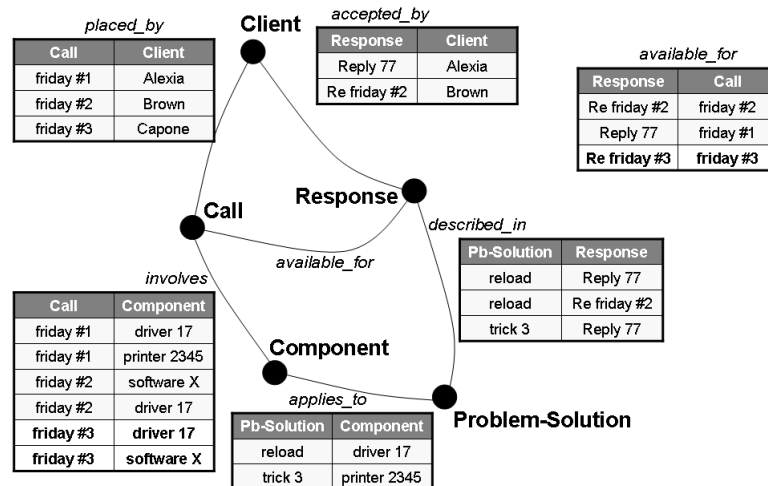 placed_by
Call Client
friday #1 Alexia
friday #2 Brown
friday #3 Capone
Client
accepted_by
Response Client
Reply 77 Alexia
Re friday #2 Brown
available_for
Response Call
Re friday #2 friday #2
Reply 77 friday #1
Re friday #3 friday #3
Response
Call
available_for
described_in
Pb-Solution Response
reload Reply 77
reload Re friday #2
trick 3 Reply 77
involves
Call Component
friday #1 driver 17
friday #1 printer 2345
friday #2 software X
friday #2 driver 17
friday #3 driver 17
friday #3 software X
Component
applies_to
Pb-Solution Component
reload driver 17
trick 3 printer 2345
Problem-Solution